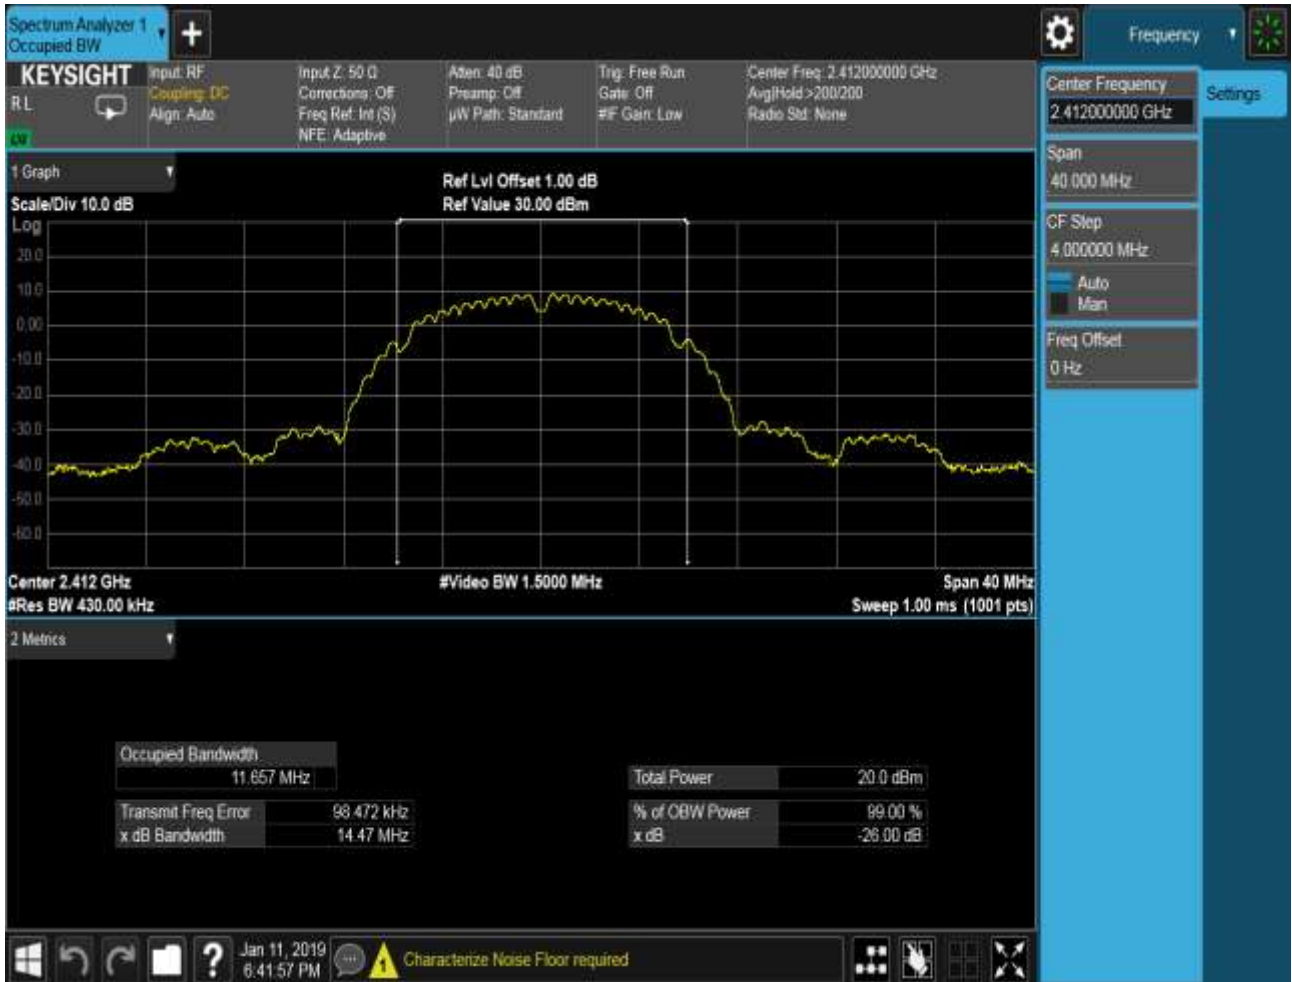 Spectrum Analyzer 1
Occupied BW
+
Frequency
KEYSIGHT
R L
Input: RF
Coupling: DC
Align: Auto
Input Z: 50 Ω
Corrections: Off
Freq Ref: Int (S)
NFE: Adaptive
Atten: 40 dB
Preamp: Off
µW Path: Standard
Trig: Free Run
Gate: Off
#IF Gain: Low
Center Freq: 2.412000000 GHz
Avg|Hold:>200/200
Radio Std: None
Center Frequency
2.412000000 GHz
Settings
Span
40.000 MHz
CF Step
4.000000 MHz
Auto
Man
Freq Offset
0 Hz
1 Graph
Scale/Div 10.0 dB
Ref Lvl Offset 1.00 dB
Ref Value 30.00 dBm
Log
20.0
10.0
0.00
-10.0
-20.0
-30.0
-40.0
-50.0
-60.0
Center 2.412 GHz
#Video BW 1.5000 MHz
Span 40 MHz
#Res BW 430.00 kHz
Sweep 1.00 ms (1001 pts)
2 Metrics
Occupied Bandwidth
11.657 MHz
Total Power 20.0 dBm
Transmit Freq Error 98.472 kHz
% of OBW Power 99.00 %
x dB Bandwidth 14.47 MHz
x dB -26.00 dB
?
Jan 11, 2019
6:41:57 PM
1
Characterize Noise Floor required